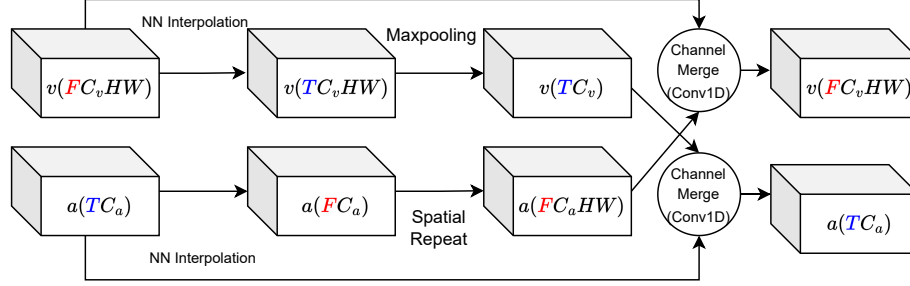 NN Interpolation
Maxpooling
v(FC_vHW)
v(TC_vHW)
v(TC_v)
Channel
Merge
(Conv1D)
v(FC_vHW)
a(TC_a)
a(FC_a)
Spatial
Repeat
a(FC_aHW)
Channel
Merge
(Conv1D)
a(TC_a)
NN Interpolation